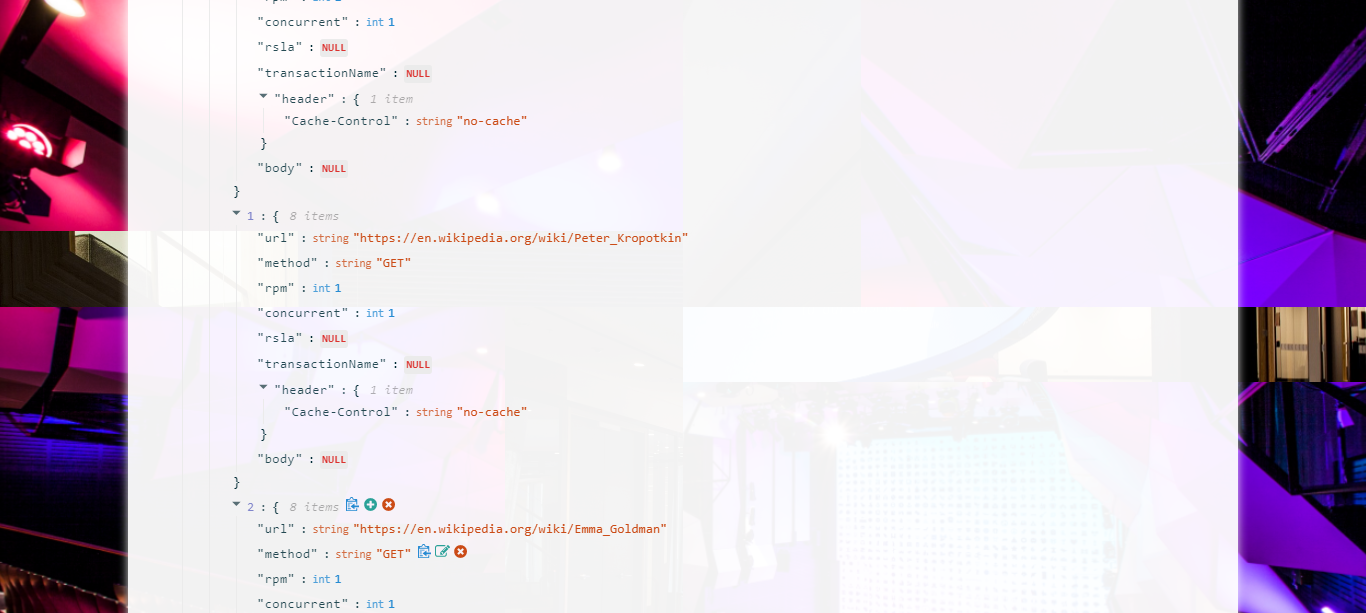 "concurrent" : int 1
"rsla" : NULL
"transactionName" : NULL
"header" : { 1 item
"Cache-Control" : string "no-cache"
}
"body" : NULL
}
1 : { 8 items
"url" : string "https://en.wikipedia.org/wiki/Peter_Kropotkin"
"method" : string "GET"
"rpm" : int 1
"concurrent" : int 1
"rsla" : NULL
"transactionName" : NULL
"header" : { 1 item
"Cache-Control" : string "no-cache"
}
"body" : NULL
}
2 : { 8 items
"url" : string "https://en.wikipedia.org/wiki/Emma_Goldman"
"method" : string "GET"
"rpm" : int 1
"concurrent" : int 1